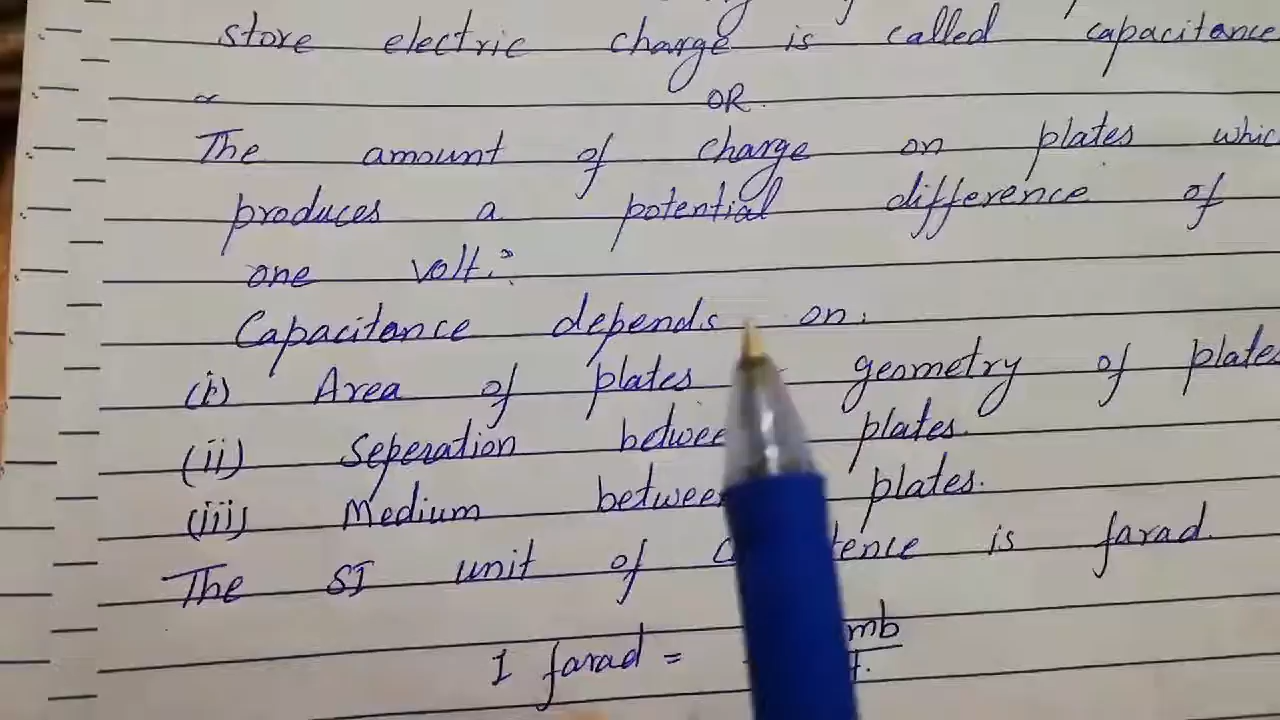 store electric charge is called capacitance
OR
The amount of charge on plates
produces a potential difference of
one volt.
Capacitance depends on.
(i) Area of plates geometry of plate
(ii) Seperation plates.
(iii) Medium between plates.
The SI unit of is farad.
1 farad =